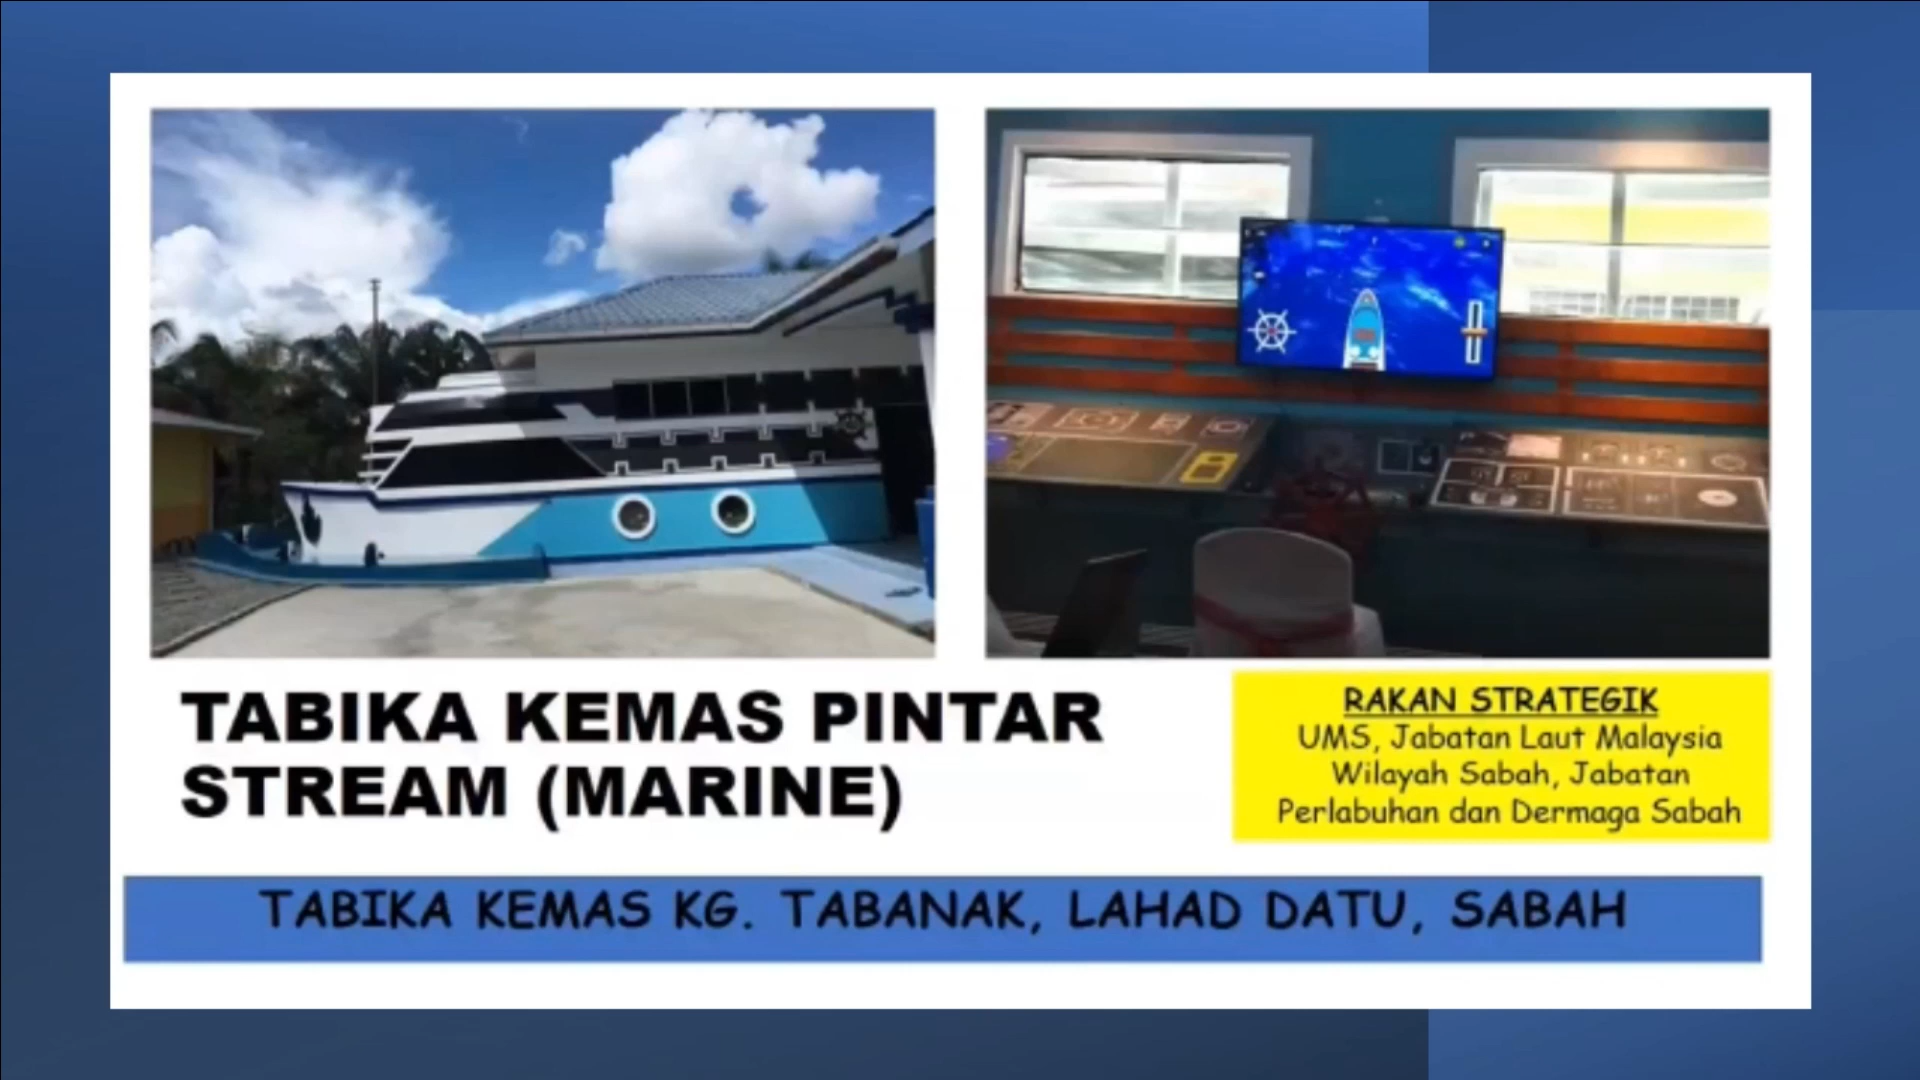 TABIKA KEMAS PINTAR
STREAM (MARINE)
RAKAN STRATEGIK
UMS, Jabatan Laut Malaysia
Wilayah Sabah, Jabatan
Perlabuhan dan Dermaga Sabah
TABIKA KEMAS KG. TABANAK, LAHAD DATU, SABAH